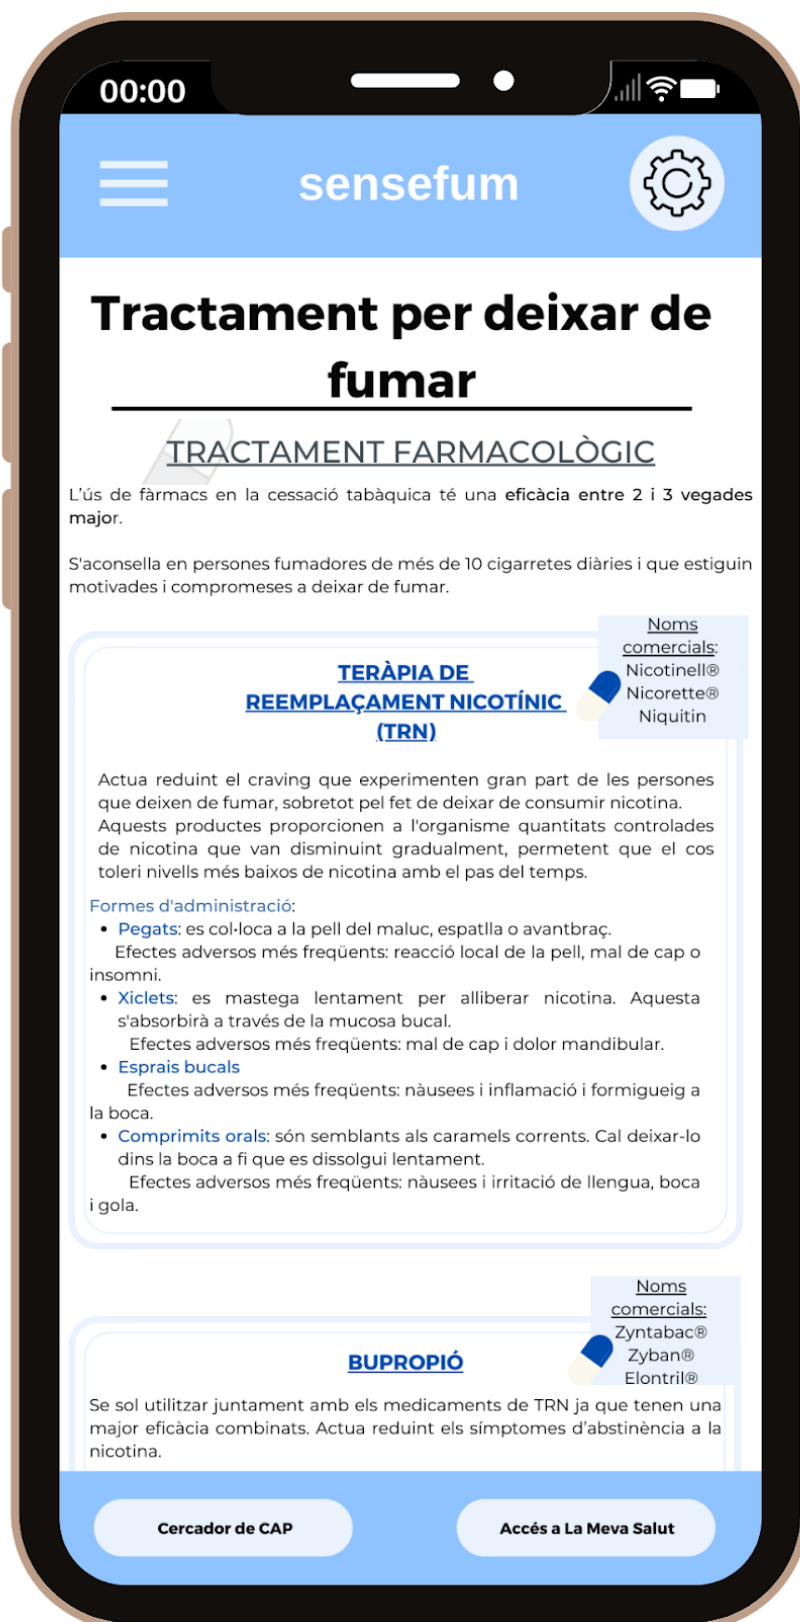 00:00
sensefum
Tractament per deixar de
fumar
TRACTAMENT FARMACOLÒGIC
L'ús de fàrmacs en la cessació tabàquica té una eficàcia entre 2 i 3 vegades
major.
S'aconsella en persones fumadores de més de 10 cigarretes diàries i que estiguin
motivades i compromeses a deixar de fumar.
Noms
comercials:
Nicotinell®
Nicorette®
Niquitin
TERÀPIA DE
REEMPLAÇAMENT NICOTÍNIC
(TRN)
Actua reduint el craving que experimenten gran part de les persones
que deixen de fumar, sobretot pel fet de deixar de consumir nicotina.
Aquests productes proporcionen a l'organisme quantitats controlades
de nicotina que van disminuint gradualment, permetent que el cos
toleri nivells més baixos de nicotina amb el pas del temps.
Formes d'administració:
• Pegats: es col·loca a la pell del maluc, espatlla o avantbraç.
Efectes adversos més freqüents: reacció local de la pell, mal de cap o
insomni.
• Xiclets: es mastega lentament per alliberar nicotina. Aquesta
s'absorbirà a través de la mucosa bucal.
Efectes adversos més freqüents: mal de cap i dolor mandibular.
• Esprais bucals
Efectes adversos més freqüents: nàusees i inflamació i formigueig a
la boca.
• Comprimits orals: són semblants als caramels corrents. Cal deixar-lo
dins la boca a fi que es dissolgui lentament.
Efectes adversos més freqüents: nàusees i irritació de llengua, boca
i gola.
Noms
comercials:
Zyntabac®
Zyban®
Elontril®
BUPROPIÓ
Se sol utilitzar juntament amb els medicaments de TRN ja que tenen una
major eficàcia combinats. Actua reduint els símptomes d'abstinència a la
nicotina.
Cercador de CAP
Accés a La Meva Salut